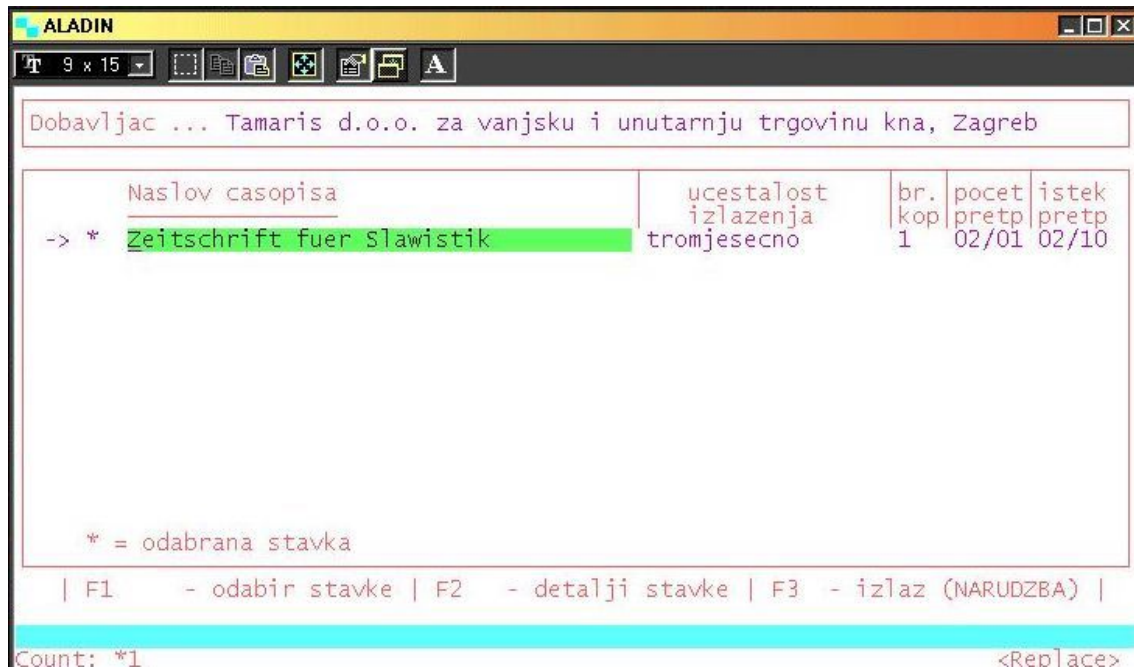 ALADIN
9 x 15
A
Dobavljac ... Tamaris d.o.o. za vanjsku i unutarnju trgovinu kna, Zagreb
Naslov casopisa ucestalost izlazenja br. kop pocet pretp istek pretp
-> * Zeitschrift fuer Slawistik tromjesecno 1 02/01 02/10
* = odabrana stavka
| F1 - odabir stavke | F2 - detalji stavke | F3 - izlaz (NARUDZBA) |
Count: *1 <Replace>